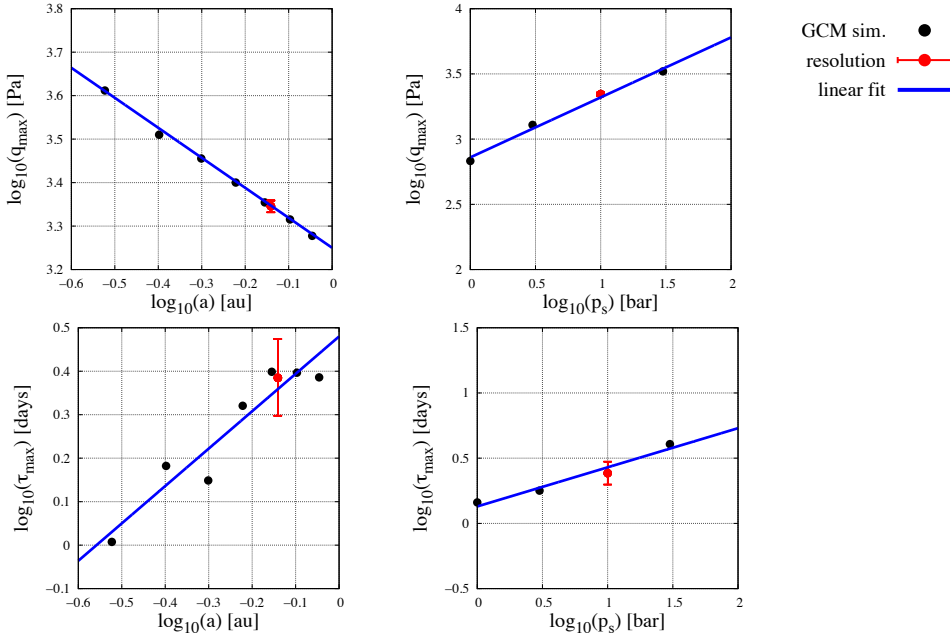 3.8
3.7
3.6
3.5
3.4
3.3
3.2
log10(qmax) [Pa]
−0.6 −0.5 −0.4 −0.3 −0.2 −0.1 0
log10(a) [au]
4
3.5
3
2.5
2
log10(qmax) [Pa]
0 0.5 1 1.5 2
log10(ps) [bar]
GCM sim.
resolution
linear fit
0.5
0.4
0.3
0.2
0.1
0
−0.1
log10(τmax) [days]
−0.6 −0.5 −0.4 −0.3 −0.2 −0.1 0
log10(a) [au]
1.5
1
0.5
0
−0.5
log10(τmax) [days]
0 0.5 1 1.5 2
log10(ps) [bar]